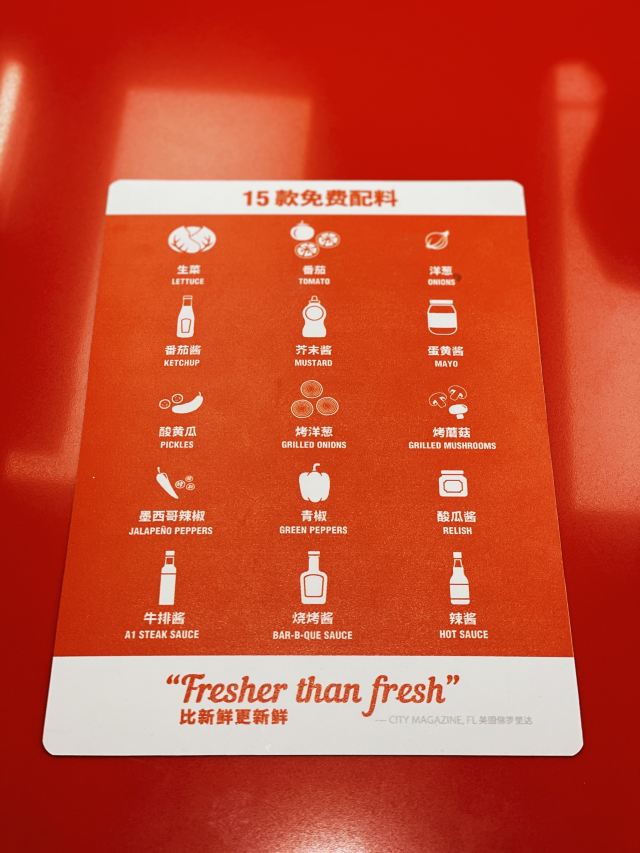 15 款免费配料
生菜 番茄 洋葱
LETTUCE TOMATO ONIONS
番茄酱 芥末酱 蛋黄酱
KETCHUP MUSTARD MAYO
酸黄瓜 烤洋葱 烤蘑菇
PICKLES GRILLED ONIONS GRILLED MUSHROOMS
墨西哥辣椒 青椒 酸瓜酱
JALAPEÑO PEPPERS GREEN PEPPERS RELISH
牛排酱 烧烤酱 辣酱
A1 STEAK SAUCE BAR-B-QUE SAUCE HOT SAUCE
“Fresher than fresh”
比新鲜更新鲜
— CITY MAGAZINE, FL 美国佛罗里达